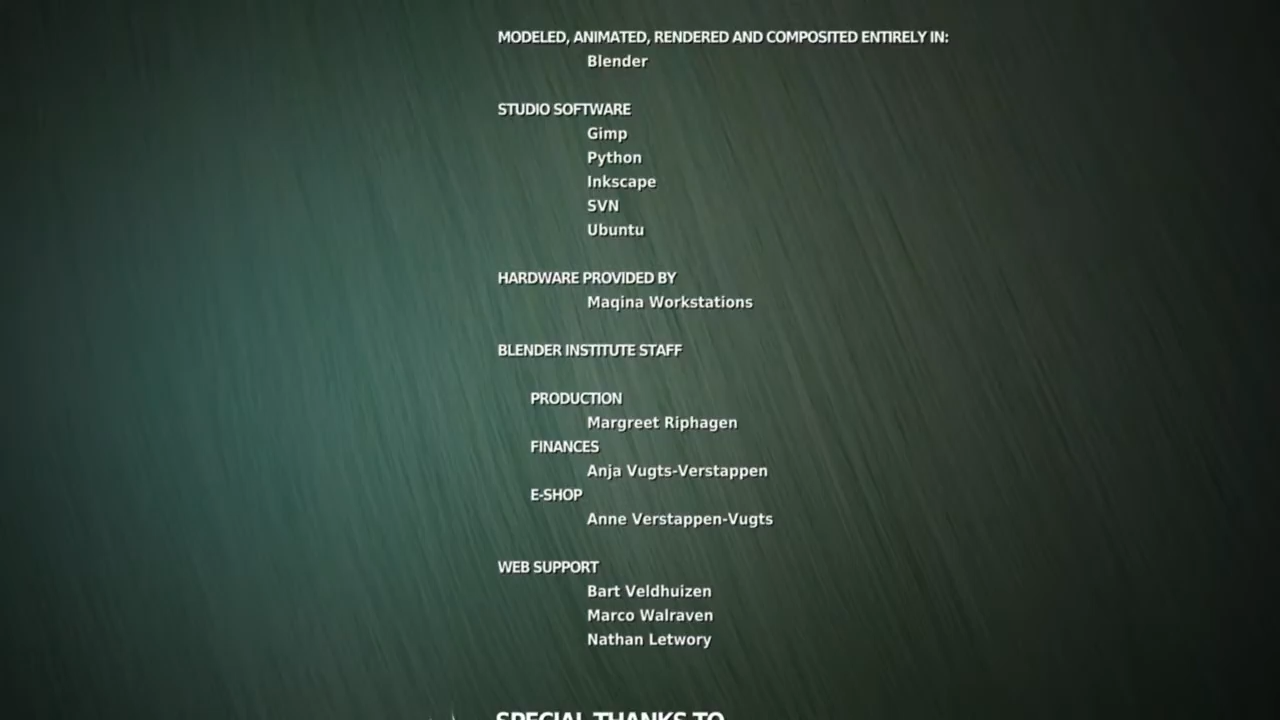 MODELED, ANIMATED, RENDERED AND COMPOSITED ENTIRELY IN:
Blender
STUDIO SOFTWARE
Gimp
Python
Inkscape
SVN
Ubuntu
HARDWARE PROVIDED BY
Maqina Workstations
BLENDER INSTITUTE STAFF
PRODUCTION
Margreet Riphagen
FINANCES
Anja Vugts-Verstappen
E-SHOP
Anne Verstappen-Vugts
WEB SUPPORT
Bart Veldhuizen
Marco Walraven
Nathan Letwory
SPECIAL THANKS TO